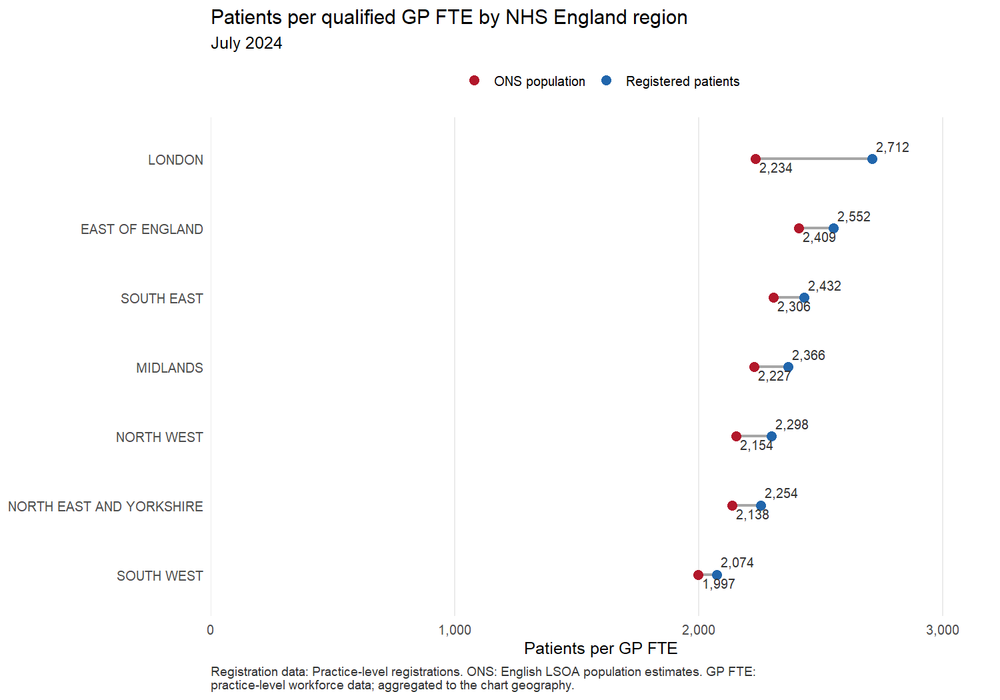 Patients per qualified GP FTE by NHS England region
July 2024
ONS population Registered patients
LONDON 2,234 2,712
EAST OF ENGLAND 2,409 2,552
SOUTH EAST 2,306 2,432
MIDLANDS 2,227 2,366
NORTH WEST 2,154 2,298
NORTH EAST AND YORKSHIRE 2,138 2,254
SOUTH WEST 1,997 2,074
0 1,000 2,000 3,000
Patients per GP FTE
Registration data: Practice-level registrations. ONS: English LSOA population estimates. GP FTE:
practice-level workforce data; aggregated to the chart geography.